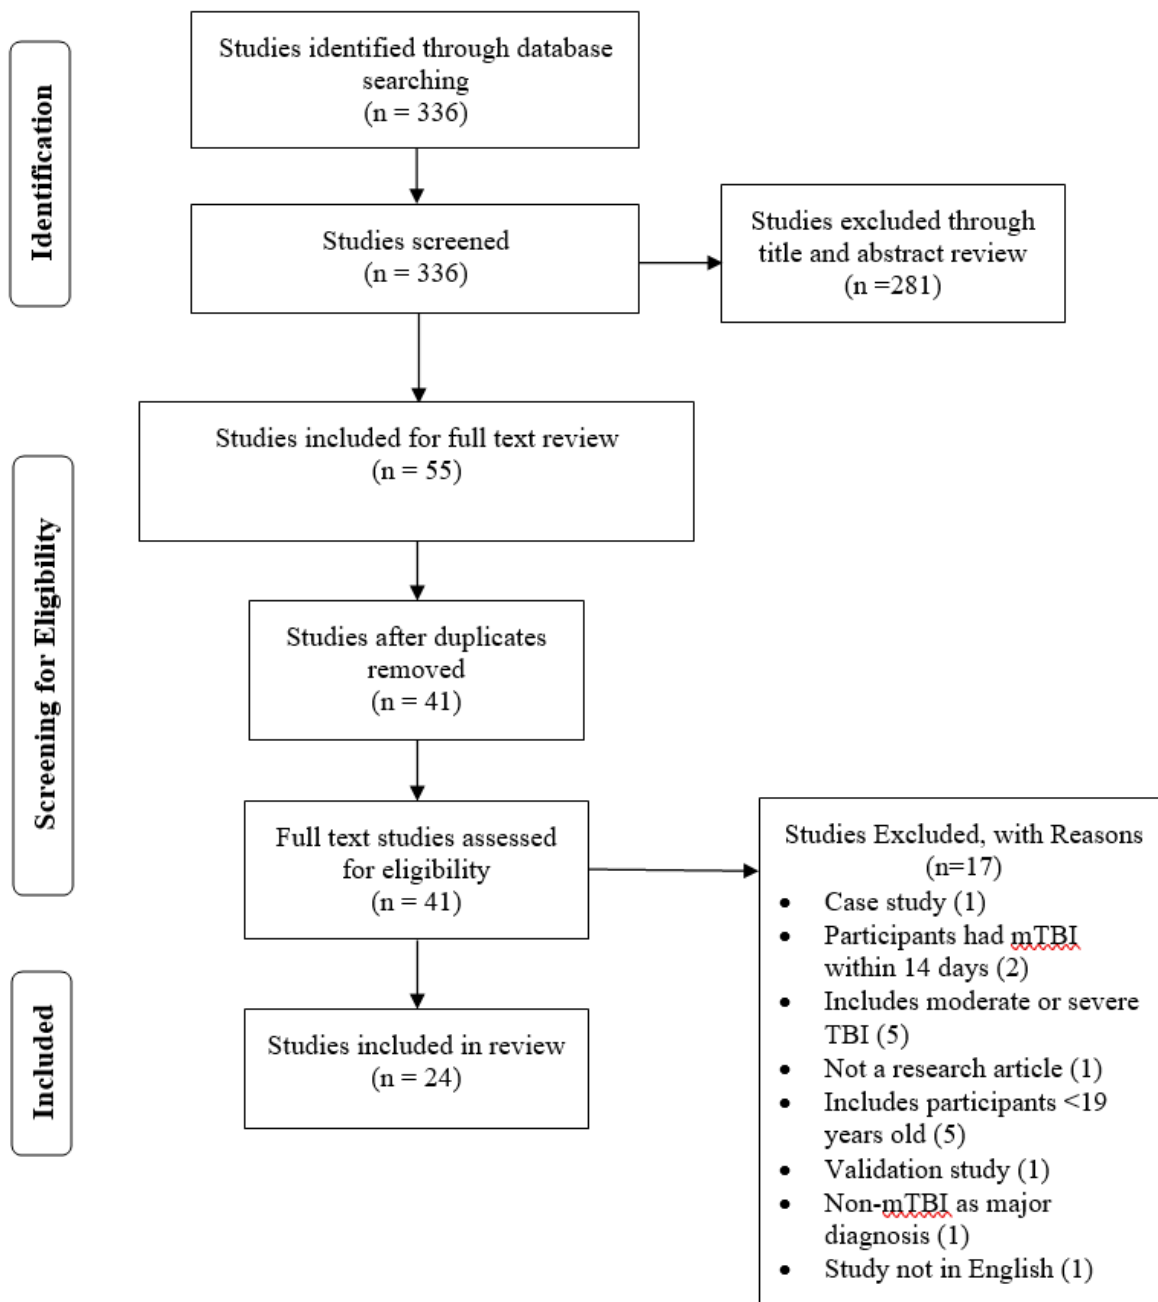 Identification
Studies identified through database
searching
(n = 336)
Studies screened
(n = 336)
Studies excluded through
title and abstract review
(n =281)
Screening for Eligibility
Studies included for full text review
(n = 55)
Studies after duplicates
removed
(n = 41)
Full text studies assessed
for eligibility
(n = 41)
Studies Excluded, with Reasons
(n=17)
• Case study (1)
• Participants had mTBI
within 14 days (2)
• Includes moderate or severe
TBI (5)
• Not a research article (1)
• Includes participants <19
years old (5)
• Validation study (1)
• Non-mTBI as major
diagnosis (1)
• Study not in English (1)
Included
Studies included in review
(n = 24)